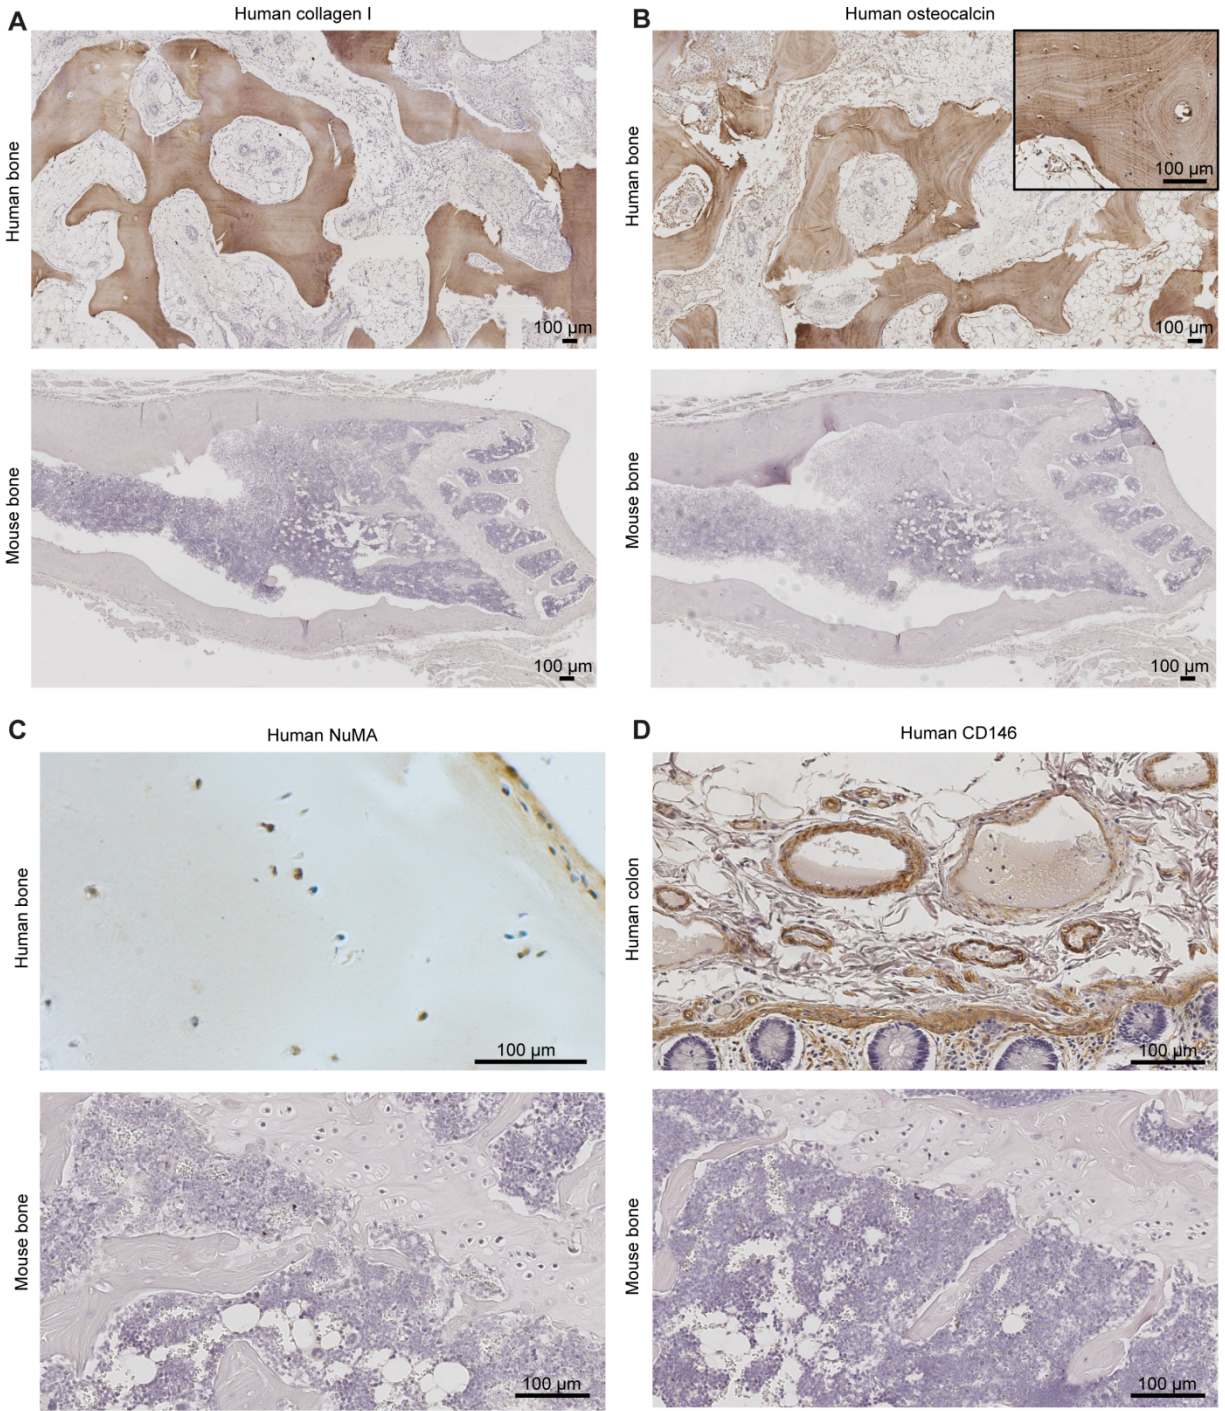 A
Human collagen I
B
Human osteocalcin
Human bone
100 µm
Human bone
100 µm
100 µm
Mouse bone
100 µm
Mouse bone
100 µm
C
Human NuMA
D
Human CD146
Human bone
100 µm
Human colon
100 µm
Mouse bone
100 µm
Mouse bone
100 µm